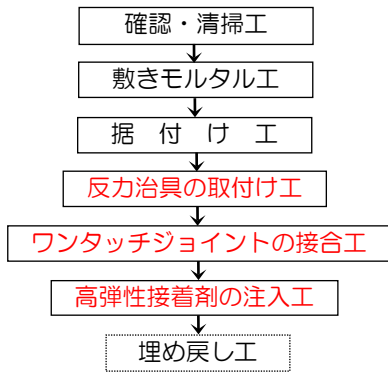 確認・清掃工
敷きモルタル工
据　付　け　工
反力治具の取付け工
ワンタッチジョイントの接合工
高弾性接着剤の注入工
埋め戻し工